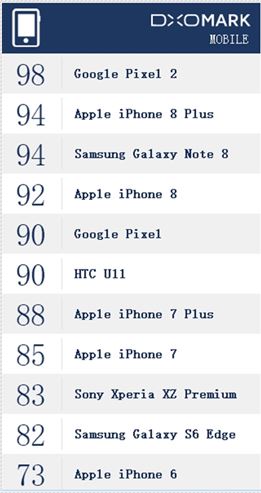 DXOMARK
MOBILE
98 Google Pixel 2
94 Apple iPhone 8 Plus
94 Samsung Galaxy Note 8
92 Apple iPhone 8
90 Google Pixel
90 HTC U11
88 Apple iPhone 7 Plus
85 Apple iPhone 7
83 Sony Xperia XZ Premium
82 Samsung Galaxy S6 Edge
73 Apple iPhone 6